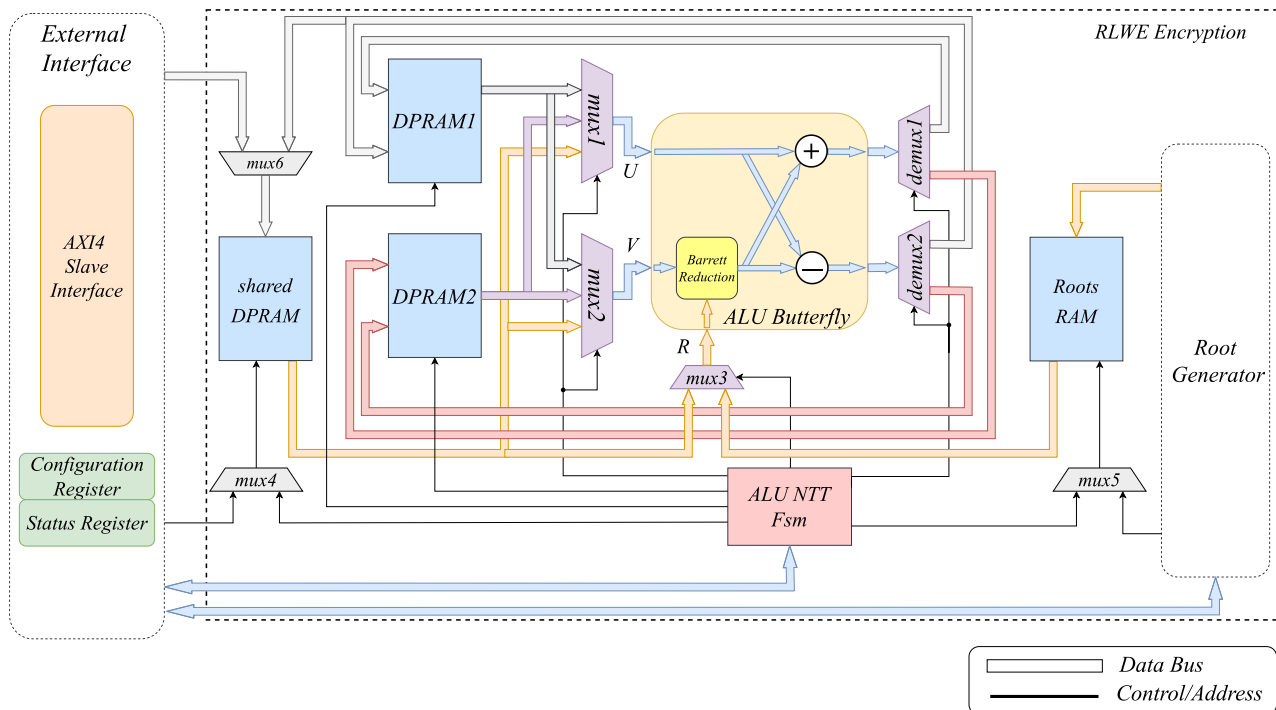 External
Interface
RLWE Encryption
AXI4
Slave
Interface
Configuration
Register
Status Register
mux6
shared
DPRAM
mux4
DPRAM1
DPRAM2
mux1
mux2
U
V
Barrett
Reduction
+
−
ALU Butterfly
R
mux3
demux1
demux2
ALU NTT
Fsm
Roots
RAM
mux5
Root
Generator
Data Bus
Control/Address